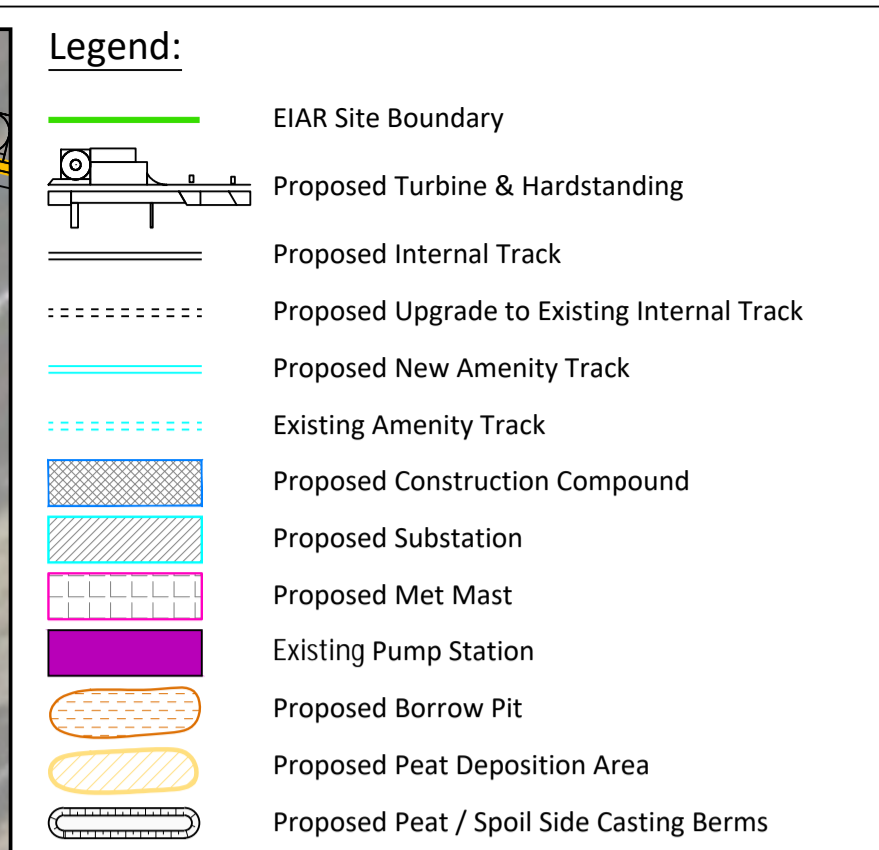 Legend:
EIAR Site Boundary
Proposed Turbine & Hardstanding
Proposed Internal Track
Proposed Upgrade to Existing Internal Track
Proposed New Amenity Track
Existing Amenity Track
Proposed Construction Compound
Proposed Substation
Proposed Met Mast
Existing Pump Station
Proposed Borrow Pit
Proposed Peat Deposition Area
Proposed Peat / Spoil Side Casting Berms